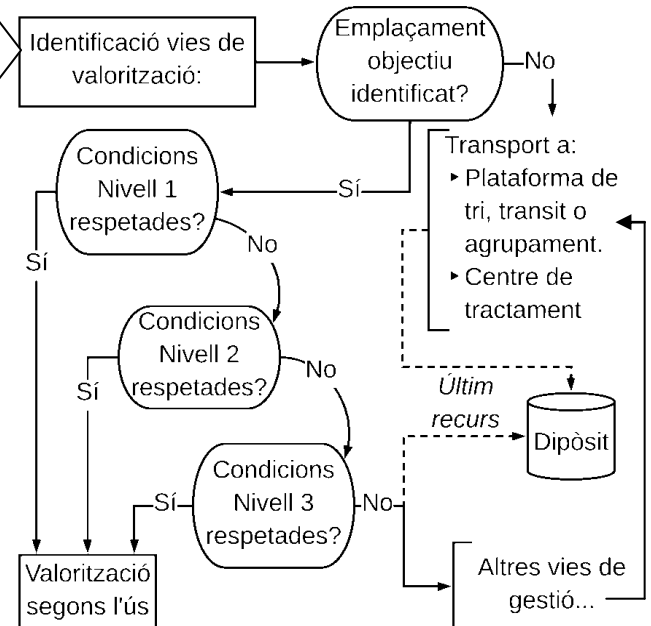 Identificació vies de
valorització:
Emplaçament
objectiu
identificat?
No
Transport a:
‣ Plataforma de
tri, transit o
agrupament.
‣ Centre de
tractament
Sí
Condicions
Nivell 1
respetades?
Sí
No
Condicions
Nivell 2
respetades?
Sí
No
Últim
recurs
Dipòsit
Condicions
Nivell 3
respetades?
Sí
No
Valorització
segons l'ús
Altres vies de
gestió...